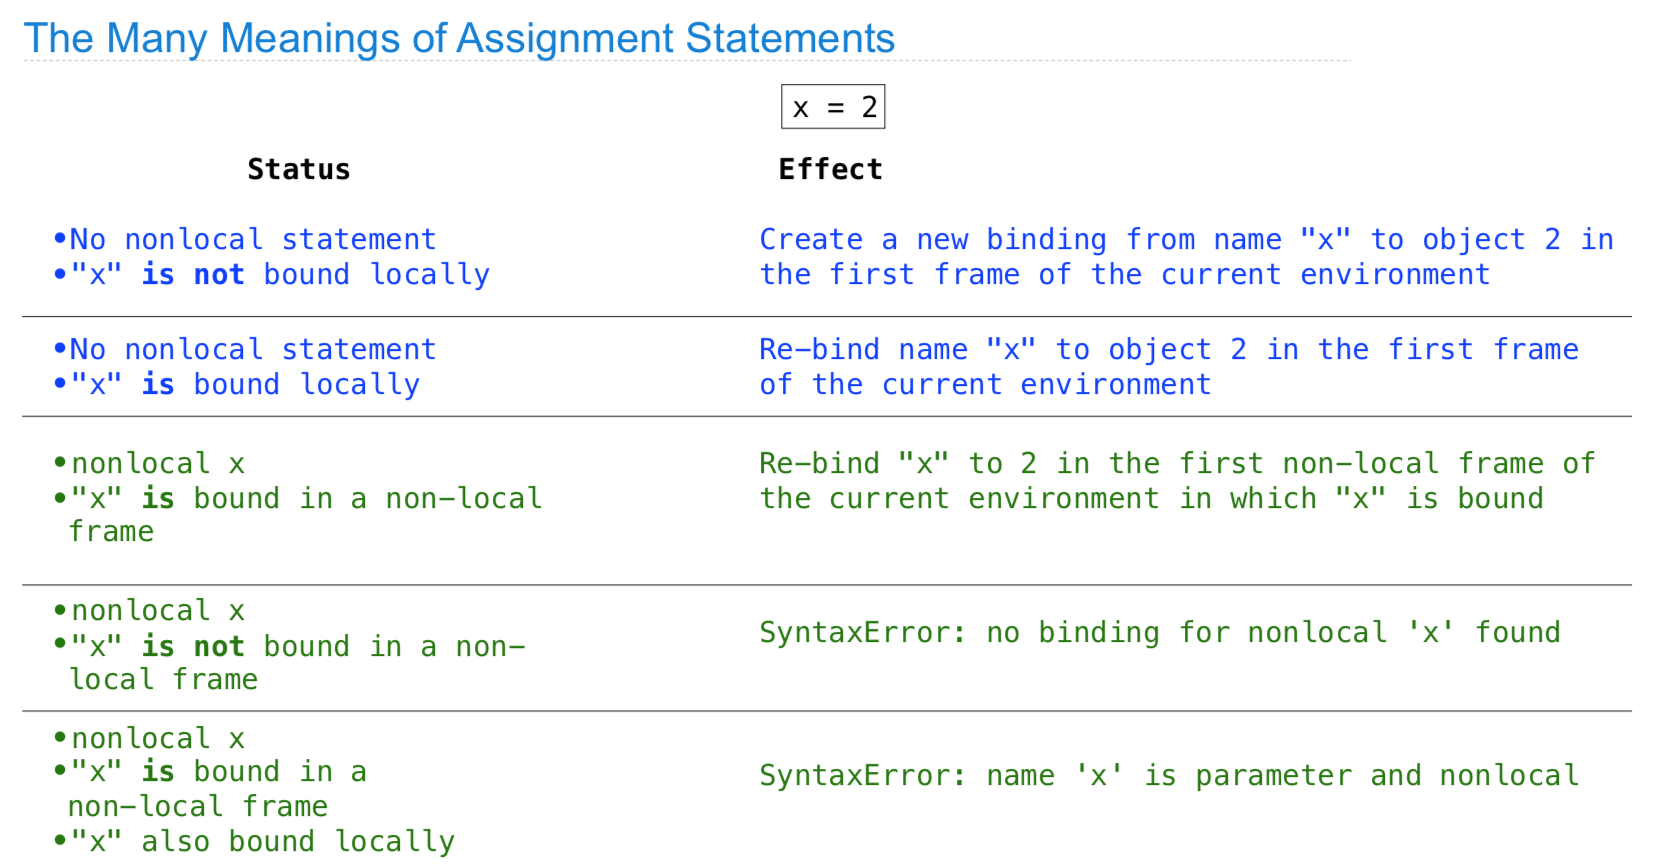 The Many Meanings of Assignment Statements
x = 2
Status
Effect
•No nonlocal statement
•"x" is not bound locally
Create a new binding from name "x" to object 2 in
the first frame of the current environment
•No nonlocal statement
•"x" is bound locally
Re–bind name "x" to object 2 in the first frame
of the current environment
•nonlocal x
•"x" is bound in a non–local
frame
Re–bind "x" to 2 in the first non–local frame of
the current environment in which "x" is bound
•nonlocal x
•"x" is not bound in a non–
local frame
SyntaxError: no binding for nonlocal 'x' found
•nonlocal x
•"x" is bound in a
non–local frame
•"x" also bound locally
SyntaxError: name 'x' is parameter and nonlocal